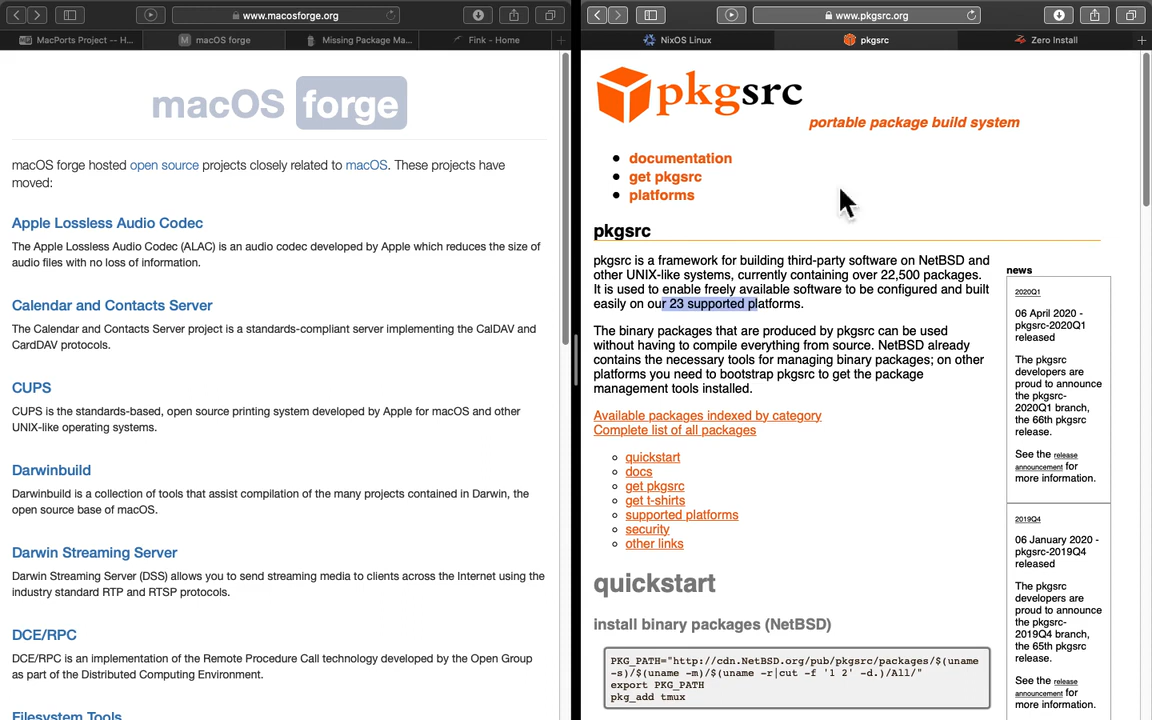 www.macosforge.org
MacPorts Project -- H...
macOS forge
Missing Package Ma...
Fink - Home
macOS forge
macOS forge hosted open source projects closely related to macOS. These projects have
moved:
Apple Lossless Audio Codec
The Apple Lossless Audio Codec (ALAC) is an audio codec developed by Apple which reduces the size of
audio files with no loss of information.
Calendar and Contacts Server
The Calendar and Contacts Server project is a standards-compliant server implementing the CalDAV and
CardDAV protocols.
CUPS
CUPS is the standards-based, open source printing system developed by Apple for macOS and other
UNIX-like operating systems.
Darwinbuild
Darwinbuild is a collection of tools that assist compilation of the many projects contained in Darwin, the
open source base of macOS.
Darwin Streaming Server
Darwin Streaming Server (DSS) allows you to send streaming media to clients across the Internet using the
industry standard RTP and RTSP protocols.
DCE/RPC
DCE/RPC is an implementation of the Remote Procedure Call technology developed by the Open Group
as part of the Distributed Computing Environment.
Filesystem Tools
www.pkgsrc.org
NixOS Linux
pkgsrc
Zero Install
pkgsrc
portable package build system
documentation
get pkgsrc
platforms
pkgsrc
pkgsrc is a framework for building third-party software on NetBSD and
other UNIX-like systems, currently containing over 22,500 packages.
It is used to enable freely available software to be configured and built
easily on our 23 supported platforms.
The binary packages that are produced by pkgsrc can be used
without having to compile everything from source. NetBSD already
contains the necessary tools for managing binary packages; on other
platforms you need to bootstrap pkgsrc to get the package
management tools installed.
Available packages indexed by category
Complete list of all packages
quickstart
docs
get pkgsrc
get t-shirts
supported platforms
security
other links
quickstart
install binary packages (NetBSD)
PKG_PATH="http://cdn.NetBSD.org/pub/pkgsrc/packages/$(uname
-s)/$(uname -m)/$(uname -r|cut -f '1 2' -d.)/All/"
export PKG_PATH
pkg_add tmux
news
2020Q1
06 April 2020 -
pkgsrc-2020Q1
released
The pkgsrc
developers are
proud to announce
the pkgsrc-
2020Q1 branch,
the 66th pkgsrc
release.
See the release
announcement for
more information.
2019Q4
06 January 2020 -
pkgsrc-2019Q4
released
The pkgsrc
developers are
proud to announce
the pkgsrc-
2019Q4 branch,
the 65th pkgsrc
release.
See the release
announcement for
more information.